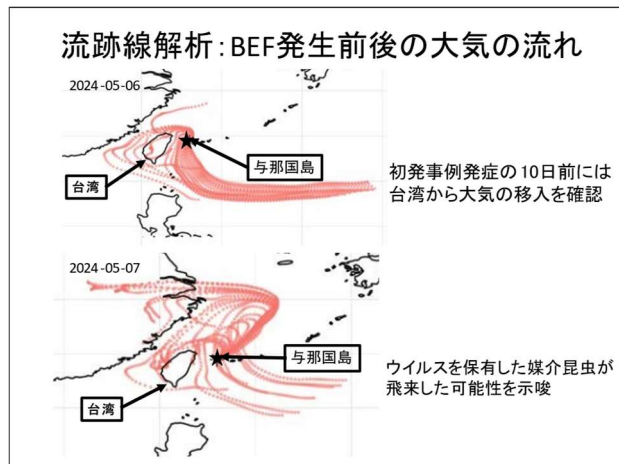 流跡線解析：BEF発生前後の大気の流れ
2024-05-06
与那国島
台湾
初発事例発症の10日前には
台湾から大気の移入を確認
2024-05-07
与那国島
台湾
ウイルスを保有した媒介昆虫が
飛来した可能性を示唆